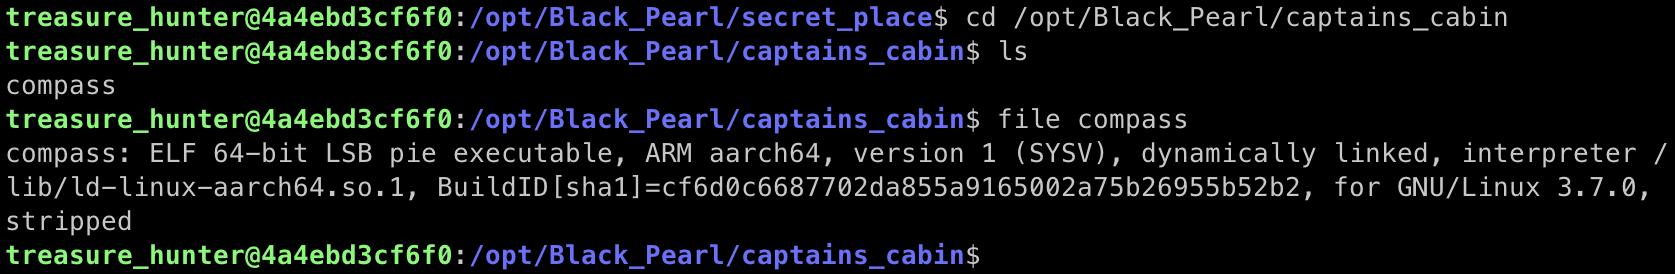 treasure_hunter@4a4ebd3cf6f0:/opt/Black_Pearl/secret_place$ cd /opt/Black_Pearl/captains_cabin
treasure_hunter@4a4ebd3cf6f0:/opt/Black_Pearl/captains_cabin$ ls
compass
treasure_hunter@4a4ebd3cf6f0:/opt/Black_Pearl/captains_cabin$ file compass
compass: ELF 64-bit LSB pie executable, ARM aarch64, version 1 (SYSV), dynamically linked, interpreter /
lib/ld-linux-aarch64.so.1, BuildID[sha1]=cf6d0c6687702da855a9165002a75b26955b52b2, for GNU/Linux 3.7.0,
stripped
treasure_hunter@4a4ebd3cf6f0:/opt/Black_Pearl/captains_cabin$